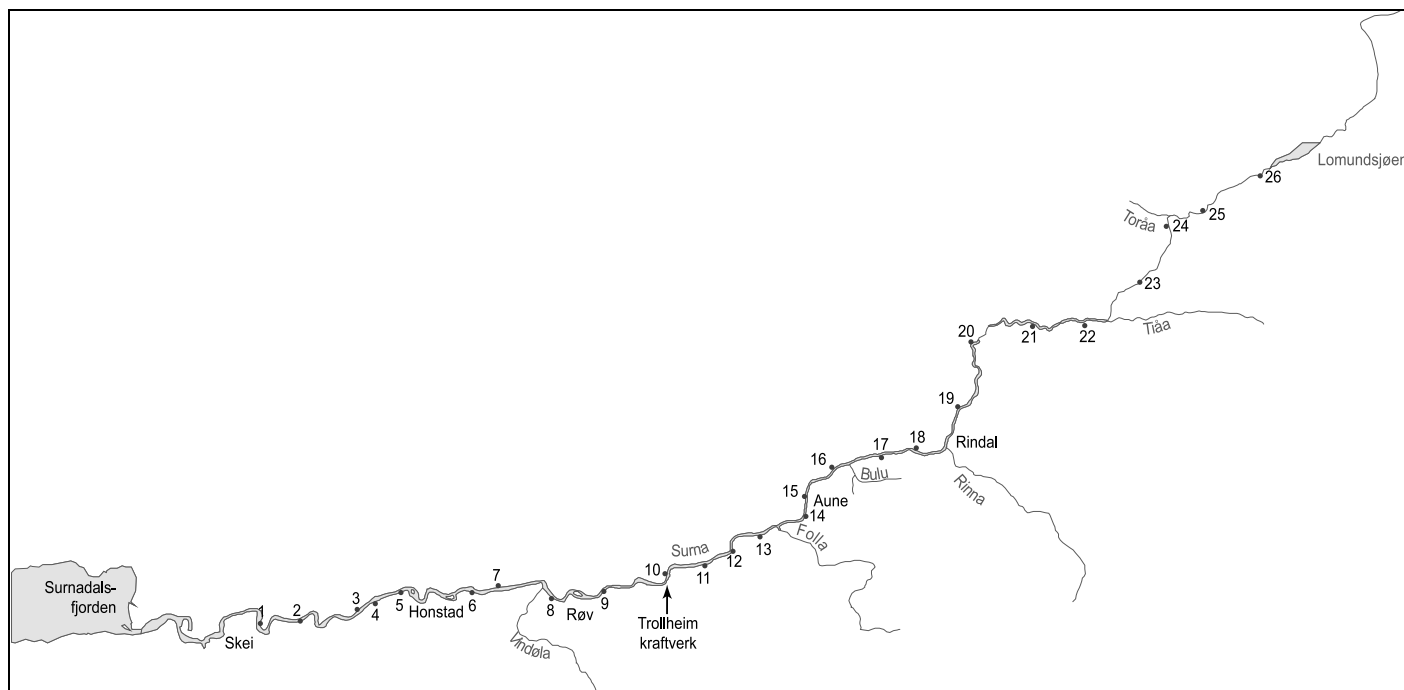 Lomundsjøen
26
25
Toråa
24
23
20
21
22
Tiåa
19
18
Rindal
17
16
Bulu
Rinna
15
Aune
14
Folla
13
12
Surna
11
10
Trollheim
kraftverk
9
Røv
8
7
6
Honstad
5
4
3
2
1
Vindøla
Skei
Surnadals-
fjorden